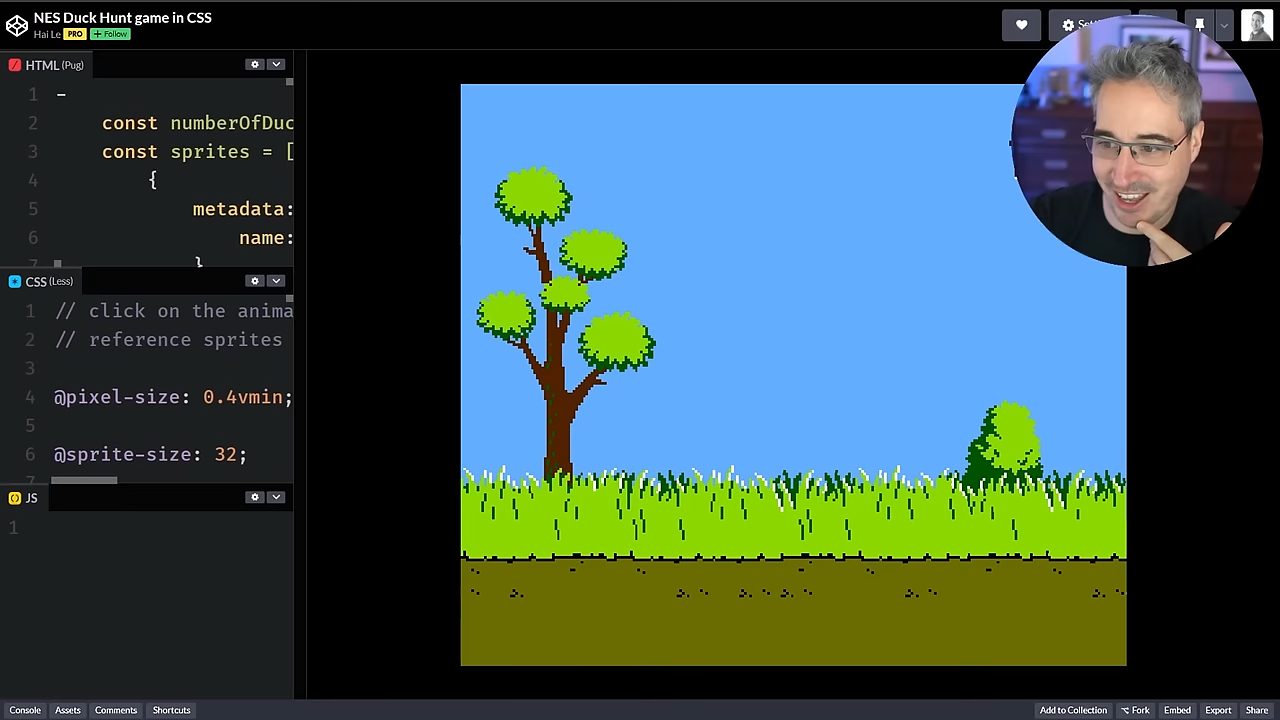 NES Duck Hunt game in CSS
Hai Le PRO + Follow
HTML (Pug)
1 –
2 const numberOfDuc
3 const sprites = [
4 {
5 metadata:
6 name:
7 }
CSS (Less)
1 // click on the anima
2 // reference sprites
3
4 @pixel-size: 0.4vmin;
5
6 @sprite-size: 32;
7
JS
1
Console Assets Comments Shortcuts
Add to Collection Fork Embed Export Share